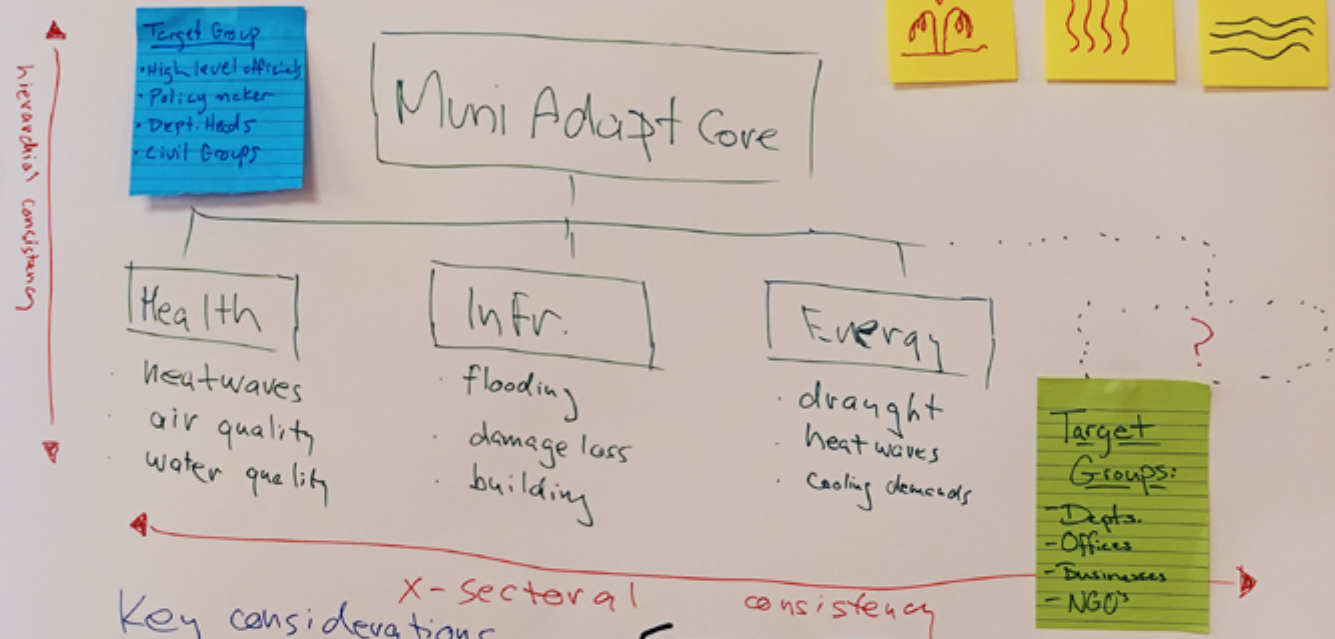 Target Group
• High level officials
• Policy maker
• Dept. Heads
• Civil Groups
Muni Adapt Core
hierarchial consistency
Health
• heatwaves
• air quality
• water quality
Infr.
• flooding
• damage loss
• building
Energy
• draught
• heatwaves
• cooling demands
?
Target
Groups:
- Depts.
- Offices
- Businesses
- NGO's
x-sectoral consistency
Key considerations